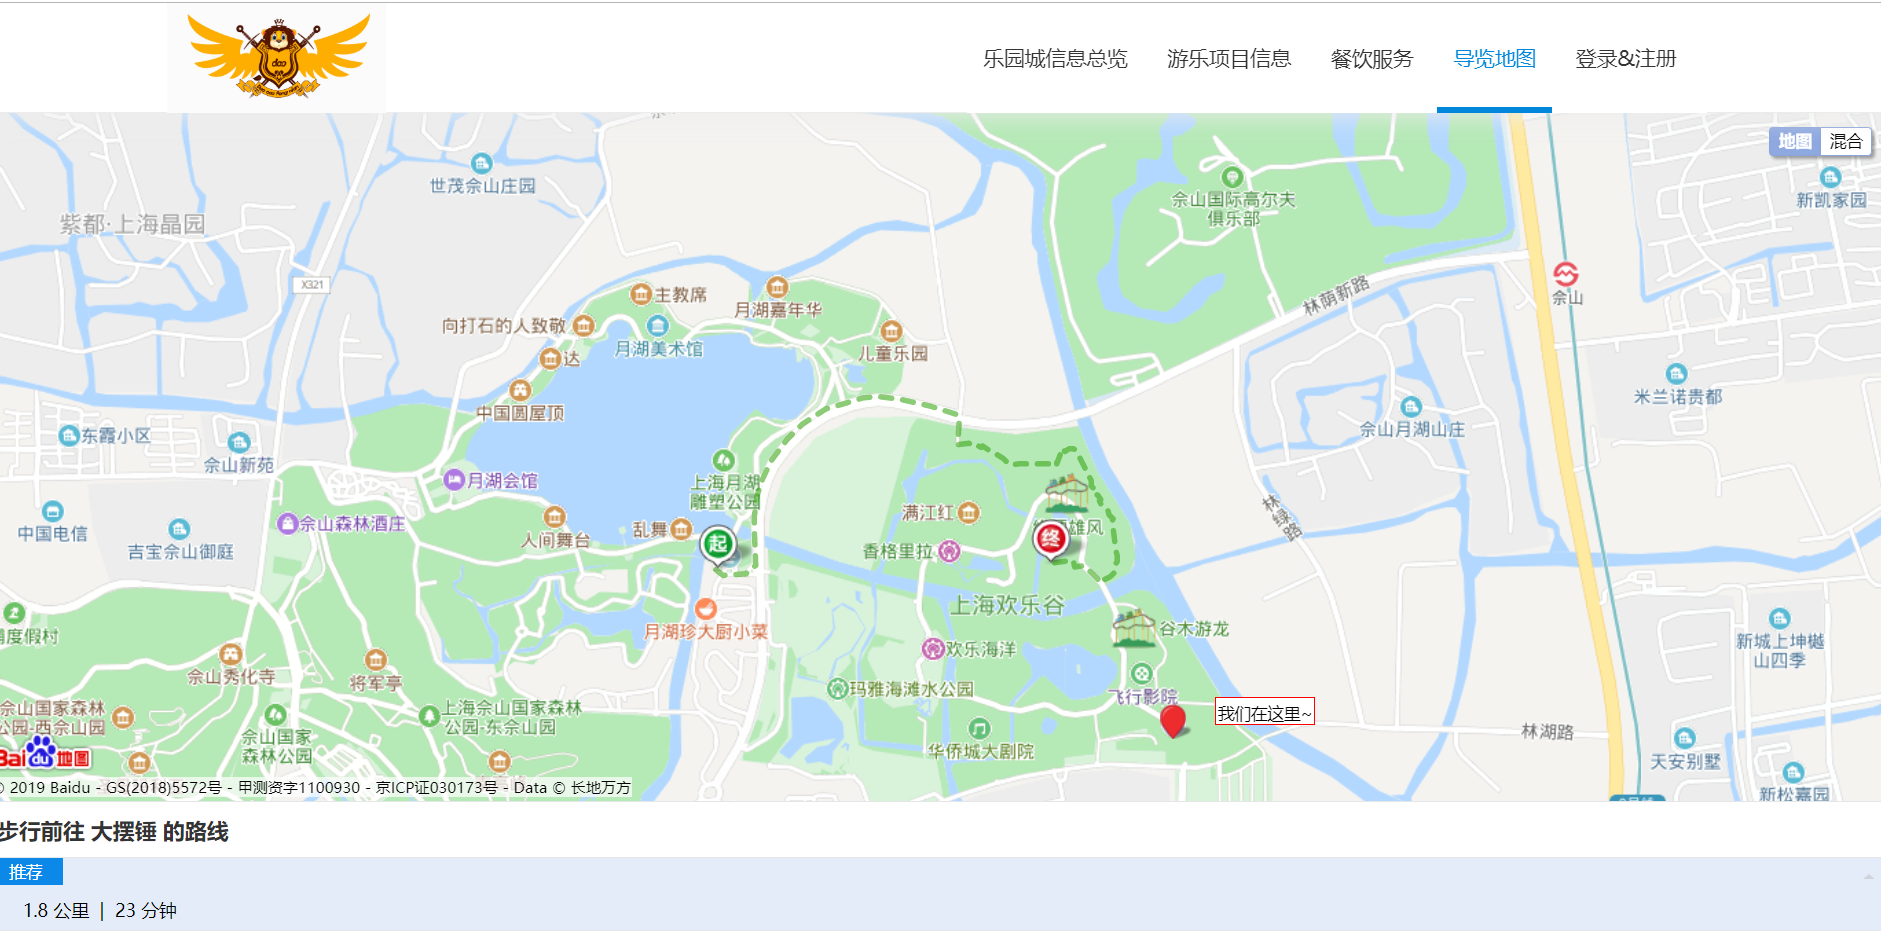 乐园城信息总览
游乐项目信息
餐饮服务
导览地图
登录&注册
dao
地图
混合
世茂佘山庄园
紫都·上海晶园
X321
佘山国际高尔夫
俱乐部
新凯家园
佘山
林荫新路
主教席
月湖嘉年华
向打石的人致敬
月湖美术馆
儿童乐园
达
中国圆屋顶
米兰诺贵都
佘山月湖山庄
东霞小区
佘山新苑
月湖会馆
上海月湖
雕塑公园
满江红
林绿路
中国电信
吉宝佘山御庭
佘山森林酒庄
人间舞台
乱舞
起
终
雄风
香格里拉
上海欢乐谷
月湖珍大厨小菜
谷木游龙
欢乐海洋
度假村
新城上坤樾
山四季
佘山秀化寺
将军亭
玛雅海滩水公园
飞行影院
我们在这里~
佘山国家森林
公园-西佘山园
佘山国家
森林公园
上海佘山国家森林
公园-东佘山园
华侨城大剧院
林湖路
天安别墅
新松嘉园
Bai du 地图
© 2019 Baidu - GS(2018)5572号 - 甲测资字1100930 - 京ICP证030173号 - Data © 长地万方
步行前往 大摆锤 的路线
推荐
1.8 公里 | 23 分钟